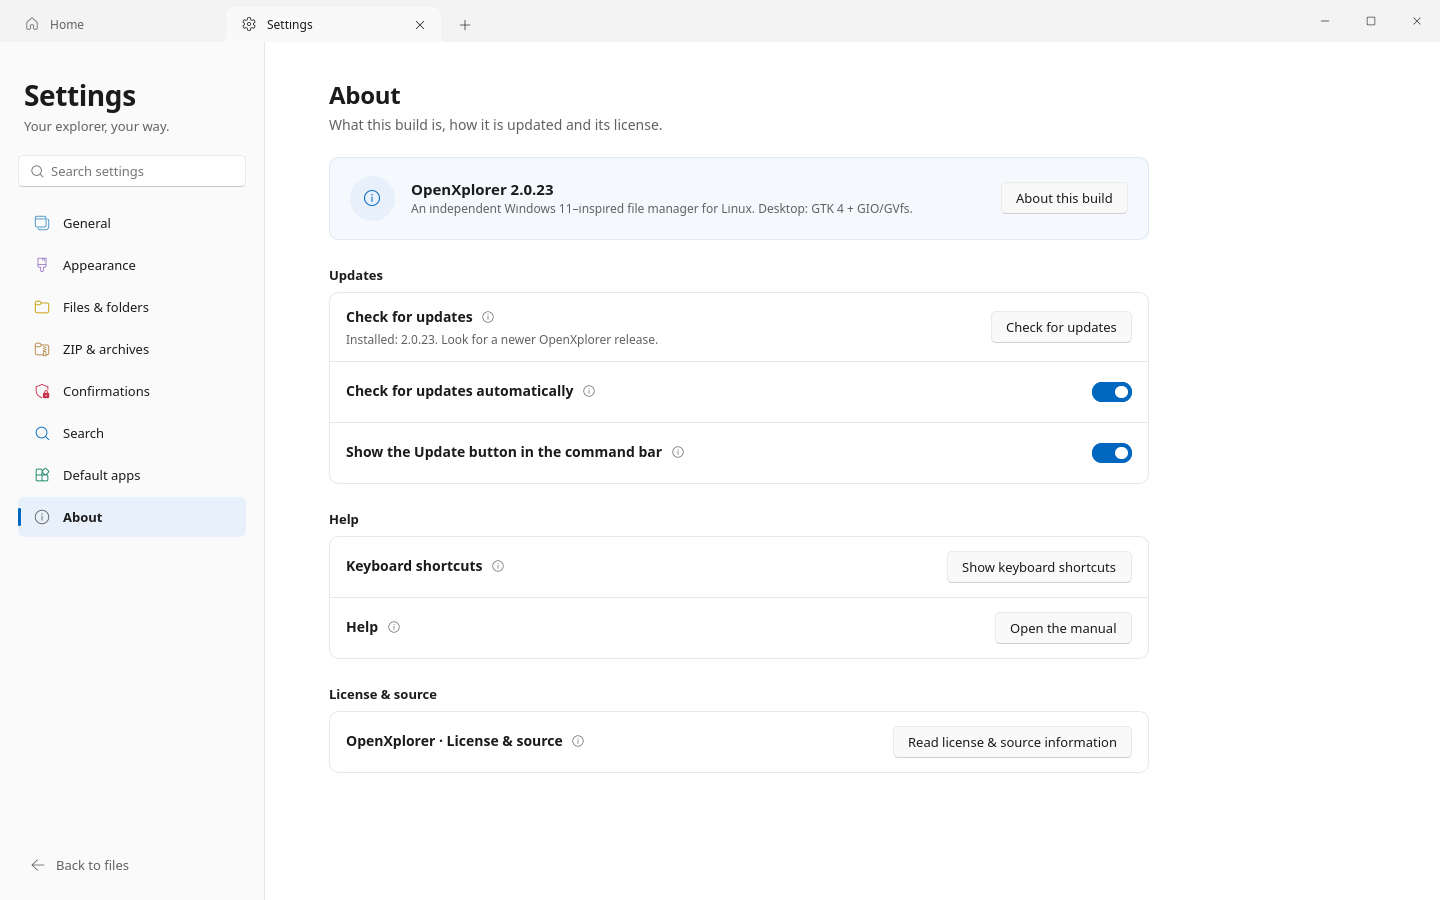 Home
Settings
Settings
Your explorer, your way.
Search settings
General
Appearance
Files & folders
ZIP & archives
Confirmations
Search
Default apps
About
Back to files
About
What this build is, how it is updated and its license.
OpenXplorer 2.0.23
An independent Windows 11–inspired file manager for Linux. Desktop: GTK 4 + GIO/GVfs.
About this build
Updates
Check for updates
Installed: 2.0.23. Look for a newer OpenXplorer release.
Check for updates
Check for updates automatically
Show the Update button in the command bar
Help
Keyboard shortcuts
Show keyboard shortcuts
Help
Open the manual
License & source
OpenXplorer · License & source
Read license & source information